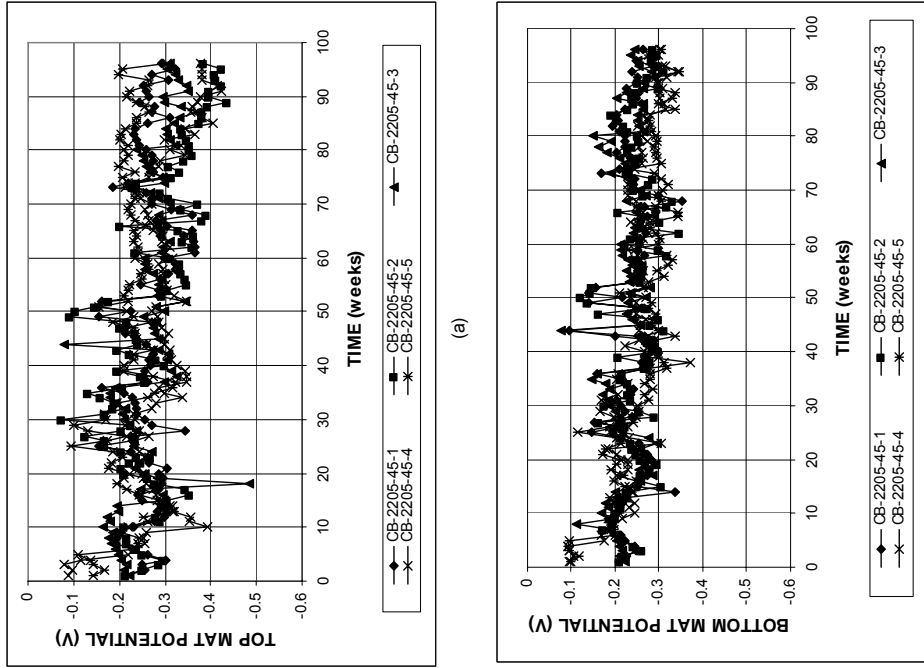 0
-0.1
-0.2
-0.3
-0.4
-0.5
-0.6
TOP MAT POTENTIAL (V)
0 10 20 30 40 50 60 70 80 90 100
TIME (weeks)
CB-2205-45-1 CB-2205-45-2 CB-2205-45-3
CB-2205-45-4 CB-2205-45-5
(a)
0
-0.1
-0.2
-0.3
-0.4
-0.5
-0.6
BOTTOM MAT POTENTIAL (V)
0 10 20 30 40 50 60 70 80 90 100
TIME (weeks)
CB-2205-45-1 CB-2205-45-2 CB-2205-45-3
CB-2205-45-4 CB-2205-45-5